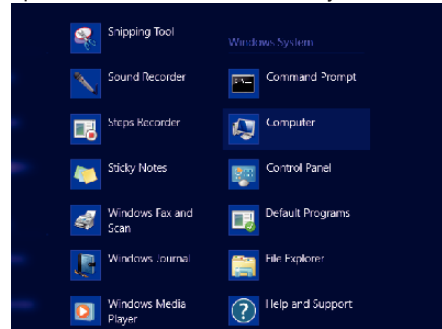 Snipping Tool
Sound Recorder
Steps Recorder
Sticky Notes
Windows Fax and
Scan
Windows Journal
Windows Media
Player
Windows System
Command Prompt
Computer
Control Panel
Default Programs
File Explorer
Help and Support